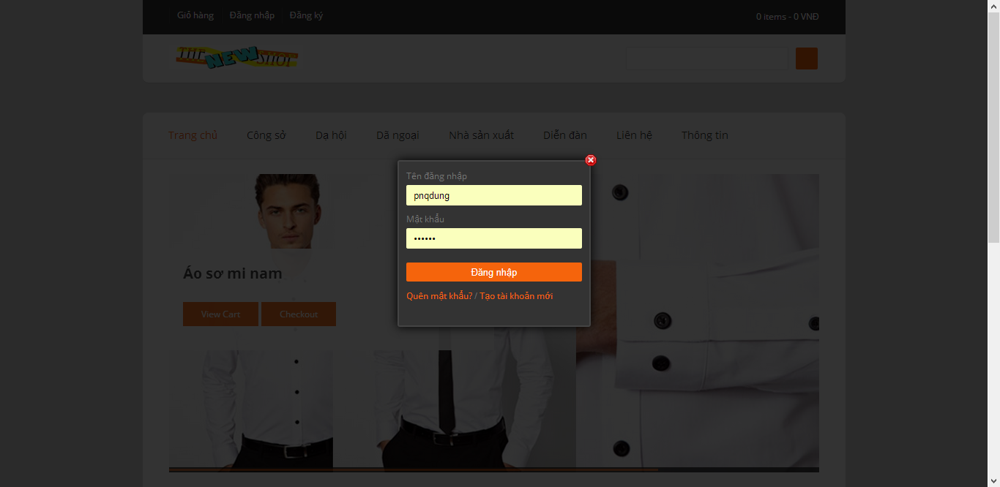 Giỏ hàng Đăng nhập Đăng ký 0 items - 0 VNĐ
THE NEW SHOP
Trang chủ Công sở Dạ hội Dã ngoại Nhà sản xuất Diễn đàn Liên hệ Thông tin
Tên đăng nhập
pnqdung
Mật khẩu
••••••
Đăng nhập
Quên mật khẩu? / Tạo tài khoản mới
Áo sơ mi nam
View Cart Checkout